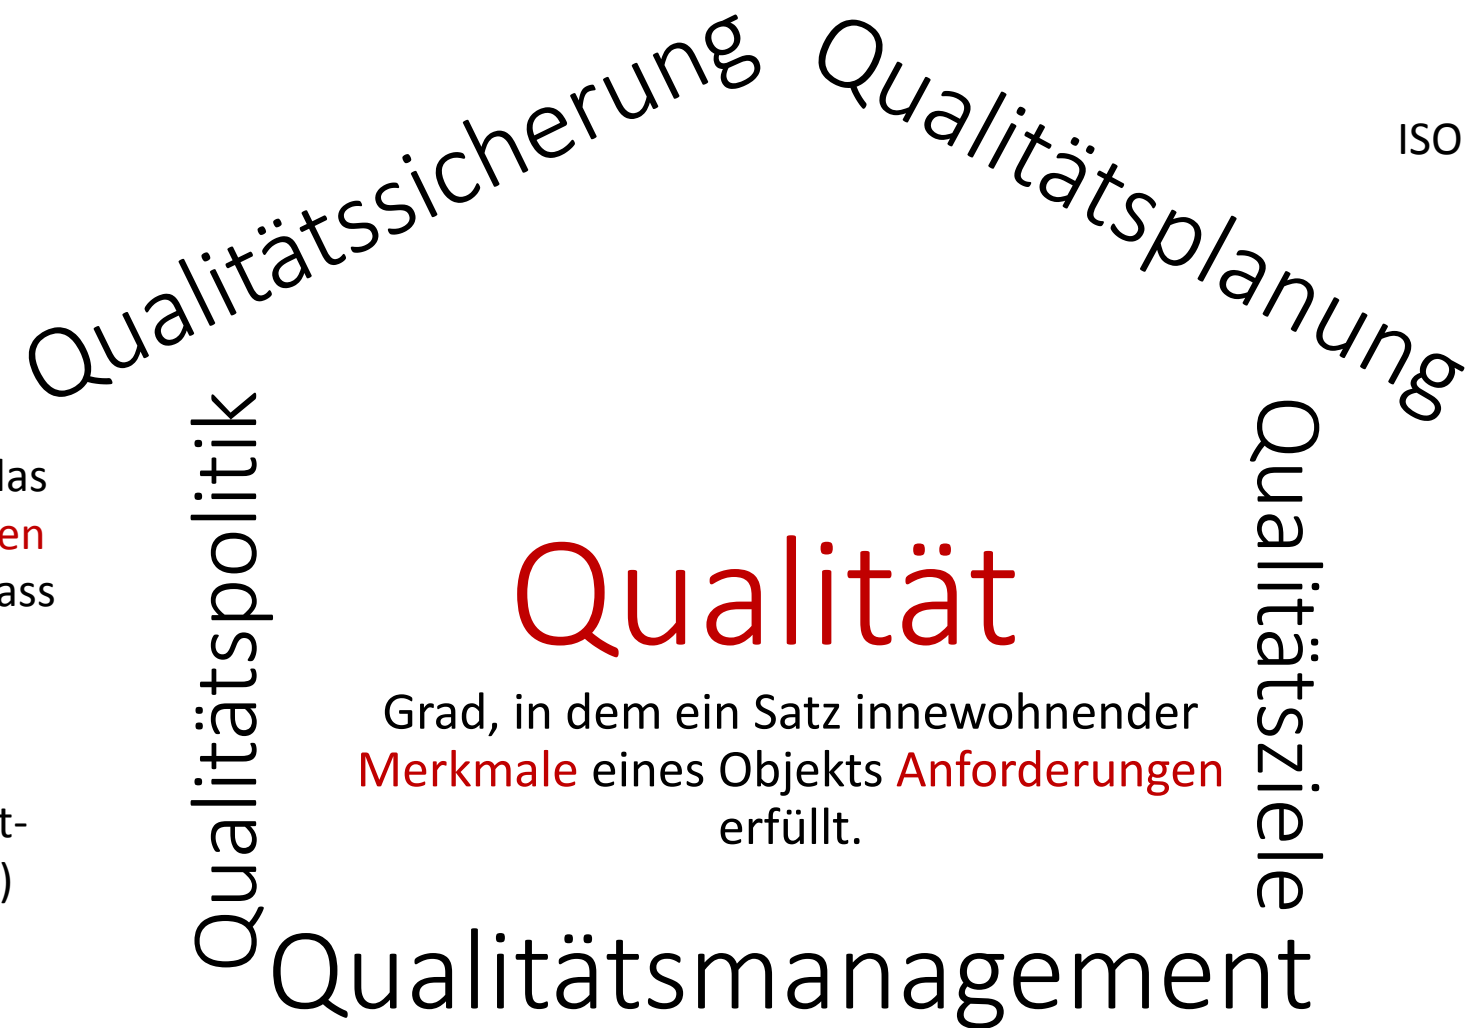 Qualitätssicherung
Qualitätsplanung
ISO
Qualitätspolitik
Qualitätsziele
Qualität
Grad, in dem ein Satz innewohnender
Merkmale eines Objekts Anforderungen
erfüllt.
Qualitätsmanagement